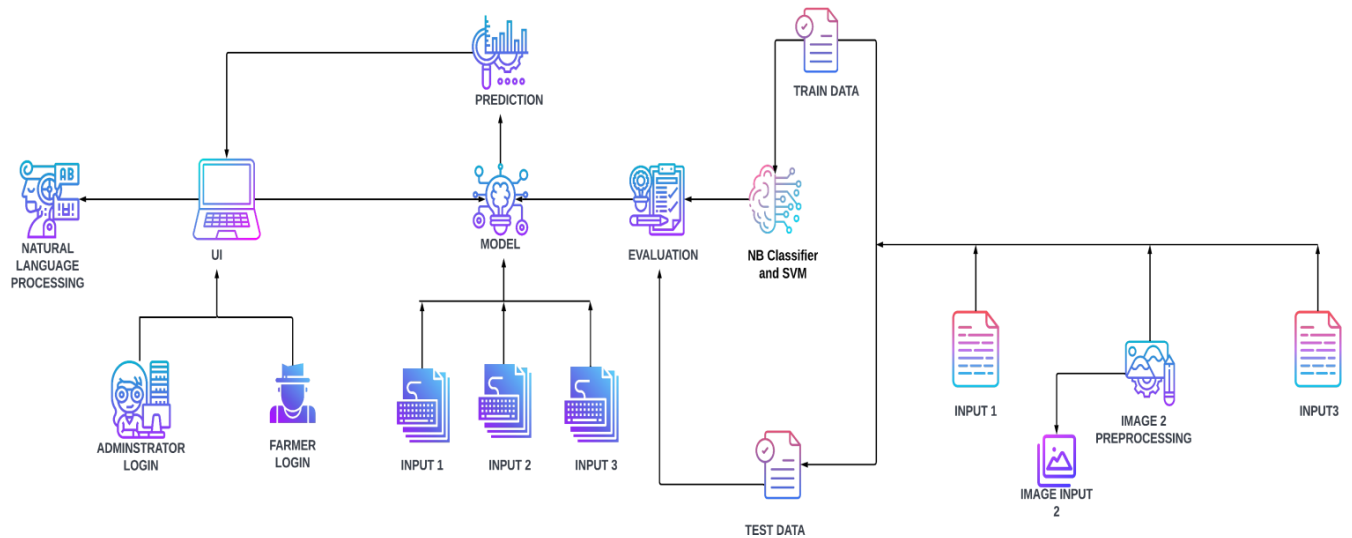 PREDICTION
TRAIN DATA
AB
NATURAL
LANGUAGE
PROCESSING
UI
MODEL
EVALUATION
NB Classifier
and SVM
ADMINSTRATOR
LOGIN
FARMER
LOGIN
INPUT 1
INPUT 2
INPUT 3
TEST DATA
INPUT 1
IMAGE 2
PREPROCESSING
INPUT3
IMAGE INPUT
2